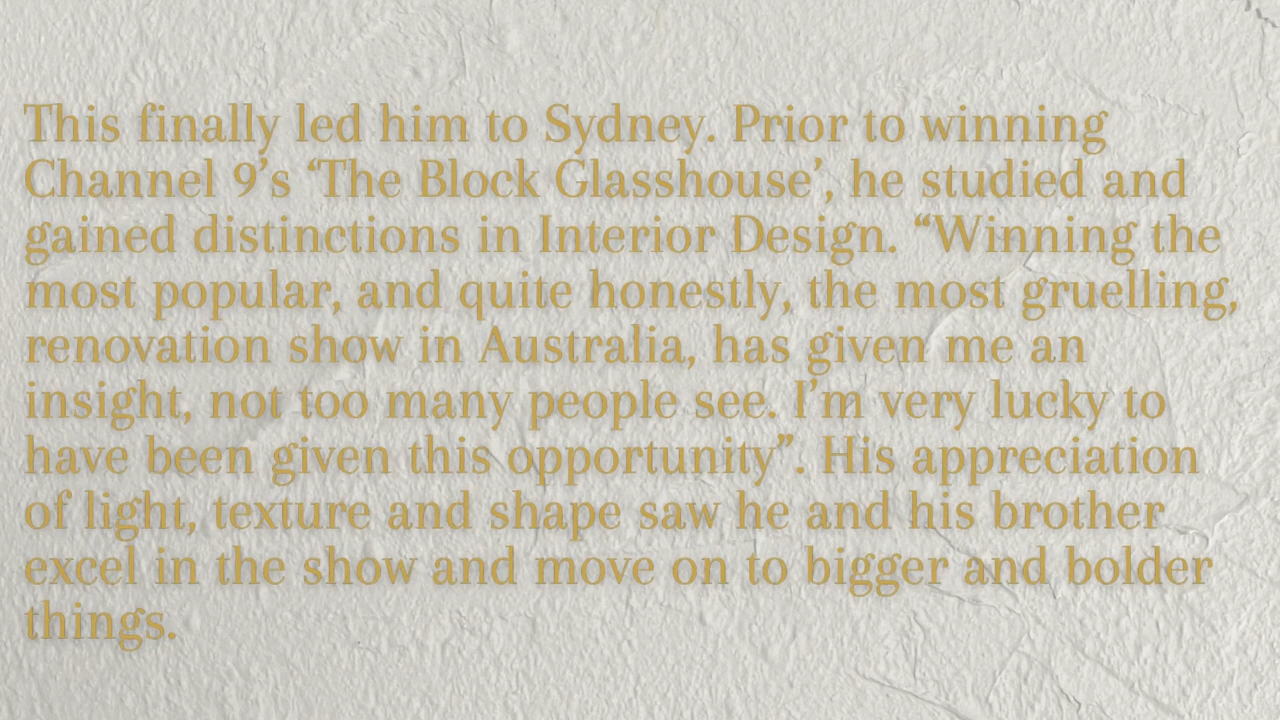 This finally led him to Sydney. Prior to winning
Channel 9’s ‘The Block Glasshouse’, he studied and
gained distinctions in Interior Design. “Winning the
most popular, and quite honestly, the most gruelling,
renovation show in Australia, has given me an
insight, not too many people see. I’m very lucky to
have been given this opportunity”. His appreciation
of light, texture and shape saw he and his brother
excel in the show and move on to bigger and bolder
things.